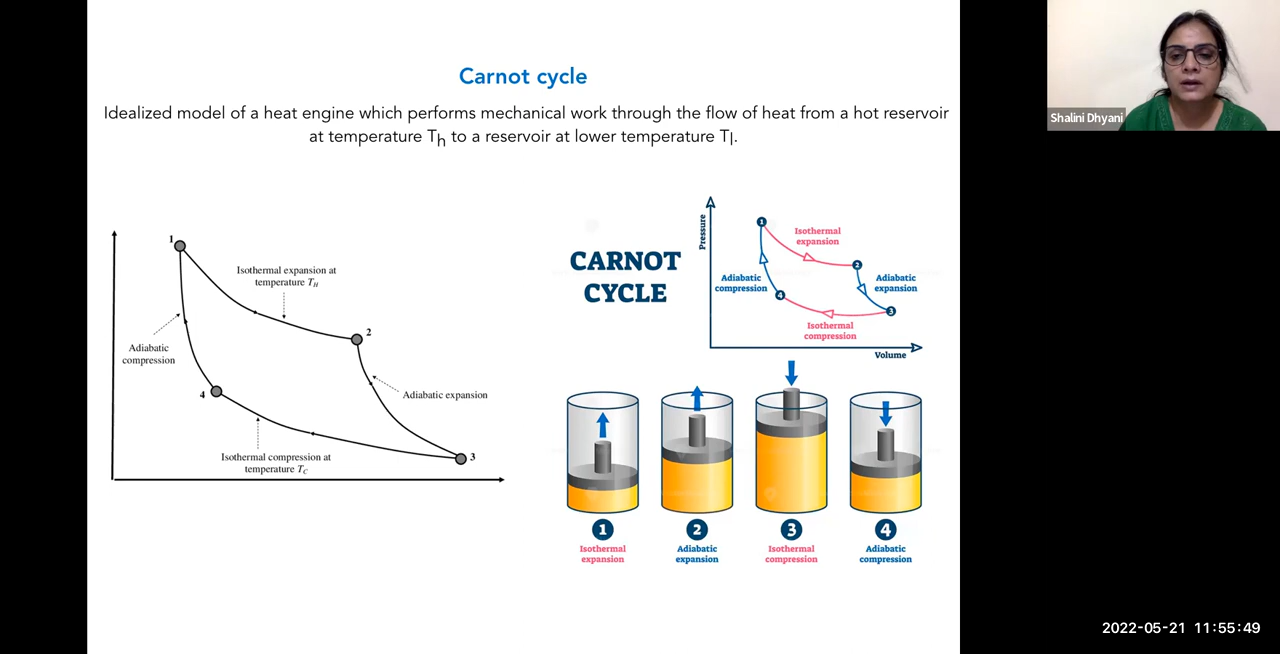 Carnot cycle
Idealized model of a heat engine which performs mechanical work through the flow of heat from a hot reservoir
at temperature Th to a reservoir at lower temperature Tl.
Shalini Dhyani
1
Isothermal expansion at
temperature TH
2
Adiabatic
compression
Adiabatic expansion
4
Isothermal compression at
temperature TC
3
CARNOT
CYCLE
Pressure
1
Isothermal
expansion
2
Adiabatic
compression
4
Adiabatic
expansion
3
Isothermal
compression
Volume
1
Isothermal
expansion
2
Adiabatic
expansion
3
Isothermal
compression
4
Adiabatic
compression
2022-05-21 11:55:49